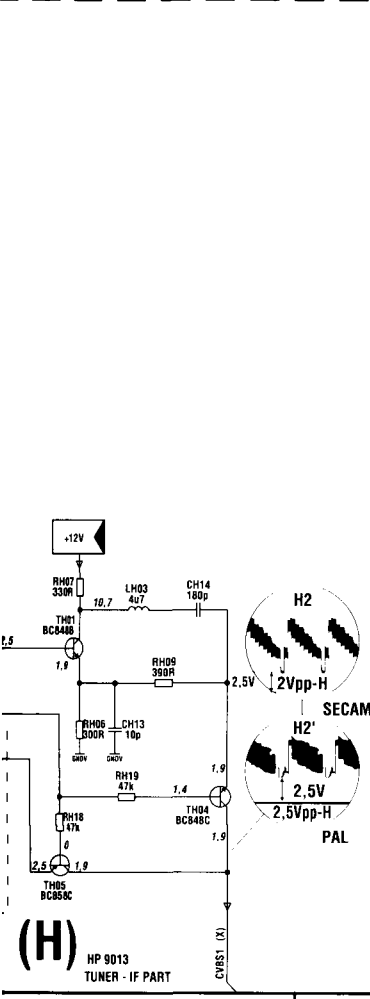 +12V
RH07
330R
10,7
LH03
4u7
CH14
180p
TH01
BC848B
2,5
1,9
RH09
390R
2,5V
H2
2Vpp-H
SECAM
RH06
300R
CH13
10p
GNDV
GNDV
H2'
2,5V
2,5Vpp-H
PAL
RH19
47k
1,4
1,9
TH04
BC848C
1,9
RH18
47k
0
2,5
1,9
TH05
BC858C
(H)
HP 9013
TUNER - IF PART
CVBS1 (X)